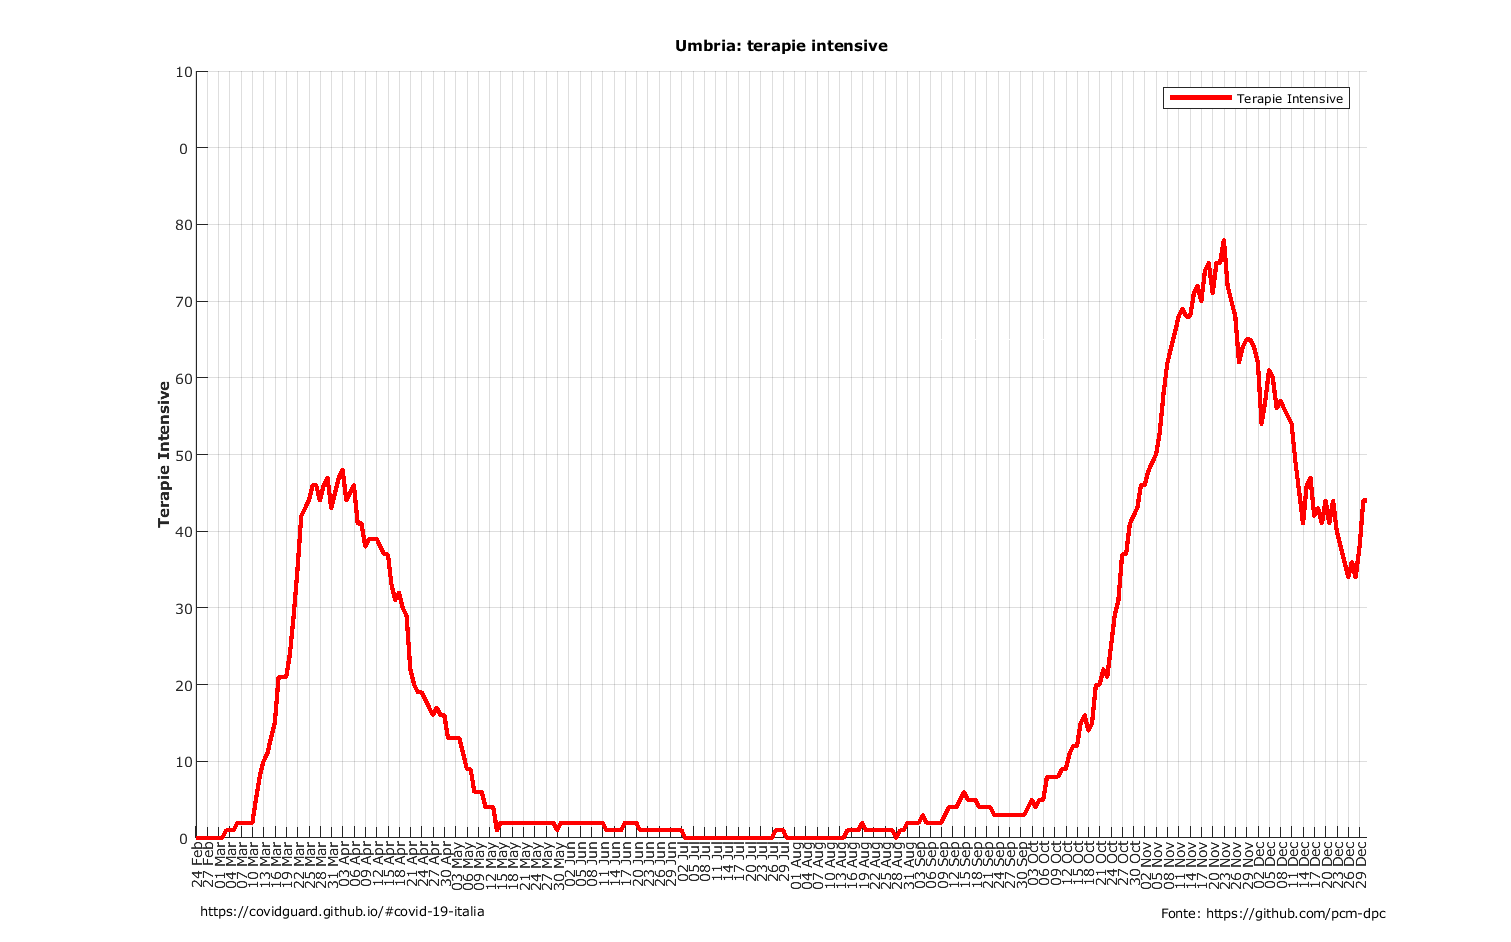 Umbria: terapie intensive
Terapie Intensive
Terapie Intensive
10
0
80
70
60
50
40
30
20
10
0
24 Feb
27 Feb
01 Mar
04 Mar
07 Mar
10 Mar
13 Mar
16 Mar
19 Mar
22 Mar
25 Mar
28 Mar
31 Mar
03 Apr
06 Apr
09 Apr
12 Apr
15 Apr
18 Apr
21 Apr
24 Apr
27 Apr
30 Apr
03 May
06 May
09 May
12 May
15 May
18 May
21 May
24 May
27 May
30 May
02 Jun
05 Jun
08 Jun
11 Jun
14 Jun
17 Jun
20 Jun
23 Jun
26 Jun
29 Jun
02 Jul
05 Jul
08 Jul
11 Jul
14 Jul
17 Jul
20 Jul
23 Jul
26 Jul
29 Jul
01 Aug
04 Aug
07 Aug
10 Aug
13 Aug
16 Aug
19 Aug
22 Aug
25 Aug
28 Aug
31 Aug
03 Sep
06 Sep
09 Sep
12 Sep
15 Sep
18 Sep
21 Sep
24 Sep
27 Sep
30 Sep
03 Oct
06 Oct
09 Oct
12 Oct
15 Oct
18 Oct
21 Oct
24 Oct
27 Oct
30 Oct
02 Nov
05 Nov
08 Nov
11 Nov
14 Nov
17 Nov
20 Nov
23 Nov
26 Nov
29 Nov
02 Dec
05 Dec
08 Dec
11 Dec
14 Dec
17 Dec
20 Dec
23 Dec
26 Dec
29 Dec
https://covidguard.github.io/#covid-19-italia
Fonte: https://github.com/pcm-dpc